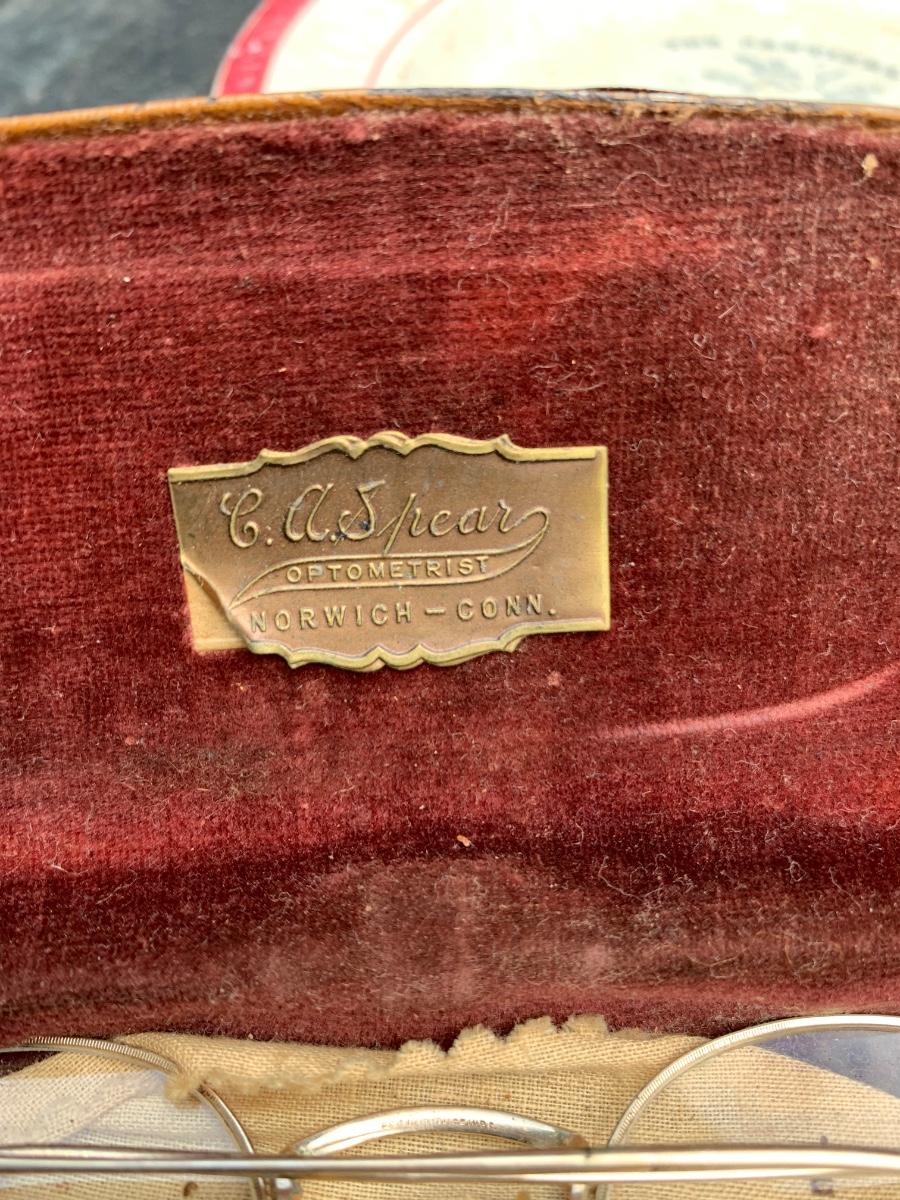 C. A. Spear
OPTOMETRIST
NORWICH – CONN.